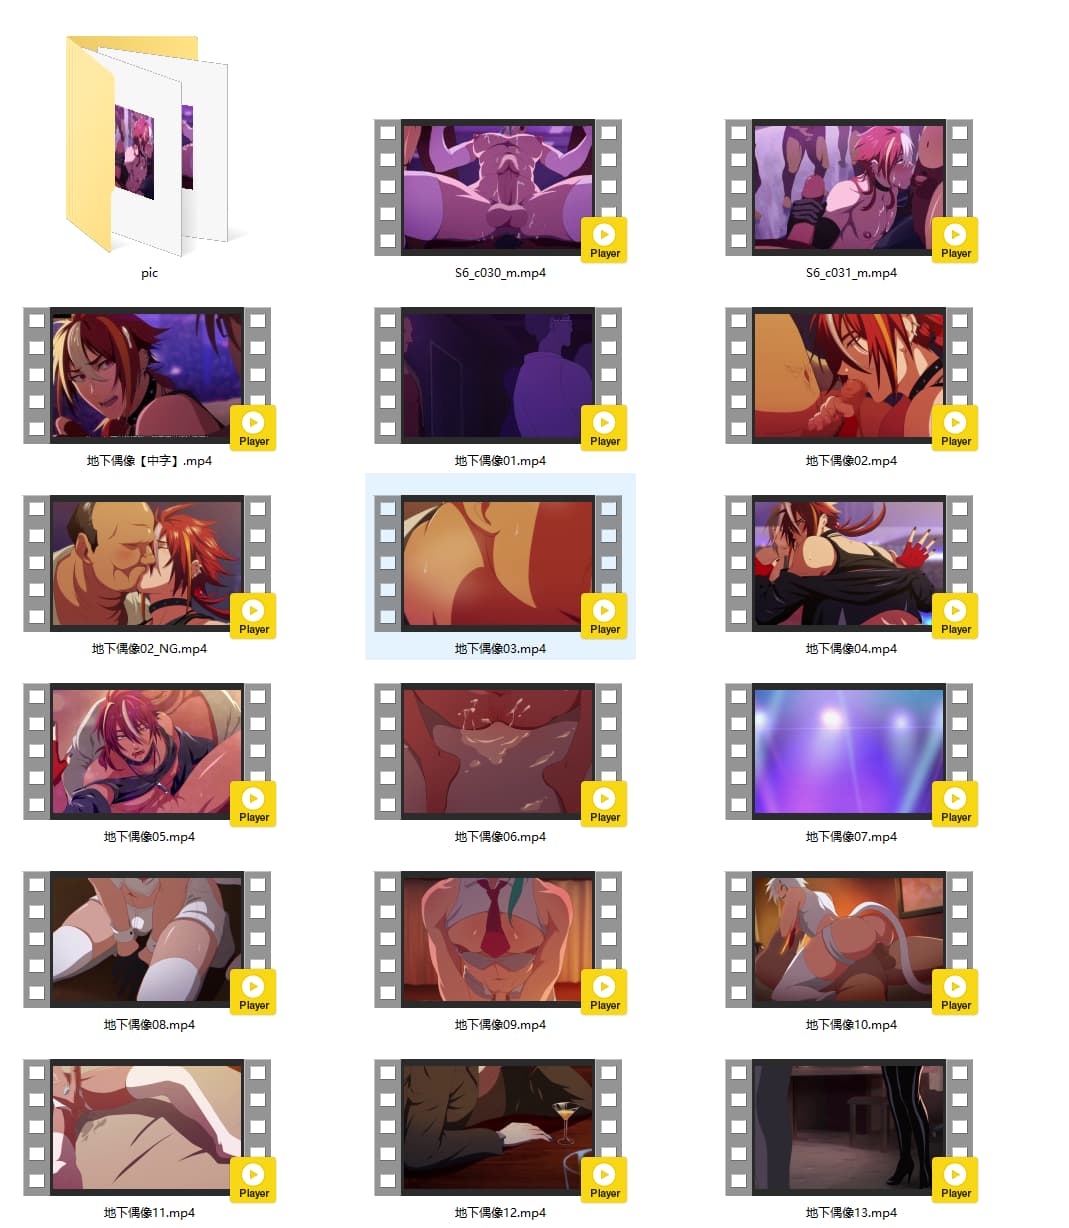 Player
Player
pic
S6_c030_m.mp4
S6_c031_m.mp4
Player
Player
Player
地下偶像【中字】.mp4
地下偶像01.mp4
地下偶像02.mp4
Player
Player
Player
地下偶像02_NG.mp4
地下偶像03.mp4
地下偶像04.mp4
Player
Player
Player
地下偶像05.mp4
地下偶像06.mp4
地下偶像07.mp4
Player
Player
Player
地下偶像08.mp4
地下偶像09.mp4
地下偶像10.mp4
Player
Player
Player
地下偶像11.mp4
地下偶像12.mp4
地下偶像13.mp4